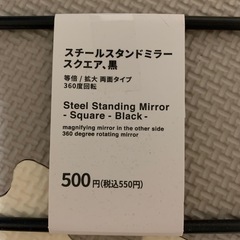 スチールスタンドミラー
スクエア、黒
等倍 / 拡大 両面タイプ
360度回転
Steel Standing Mirror
- Square - Black -
magnifying mirror in the other side
360 degree rotating mirror
500円(税込550円)